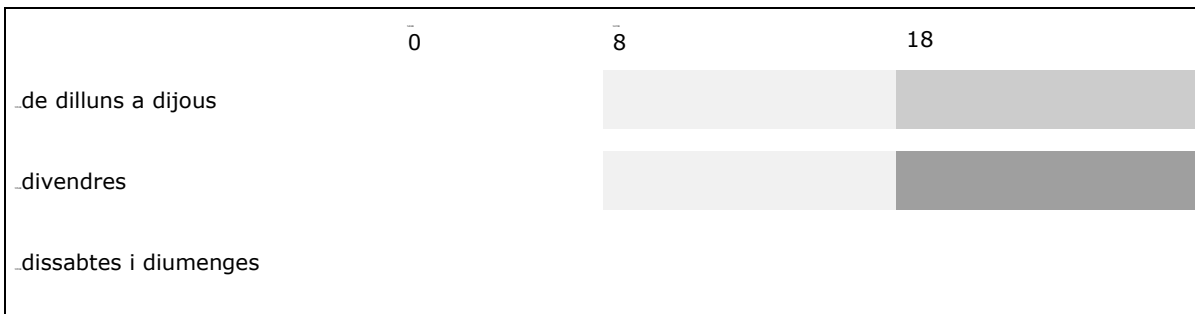 0 8 18
de dilluns a dijous
divendres
dissabtes i diumenges